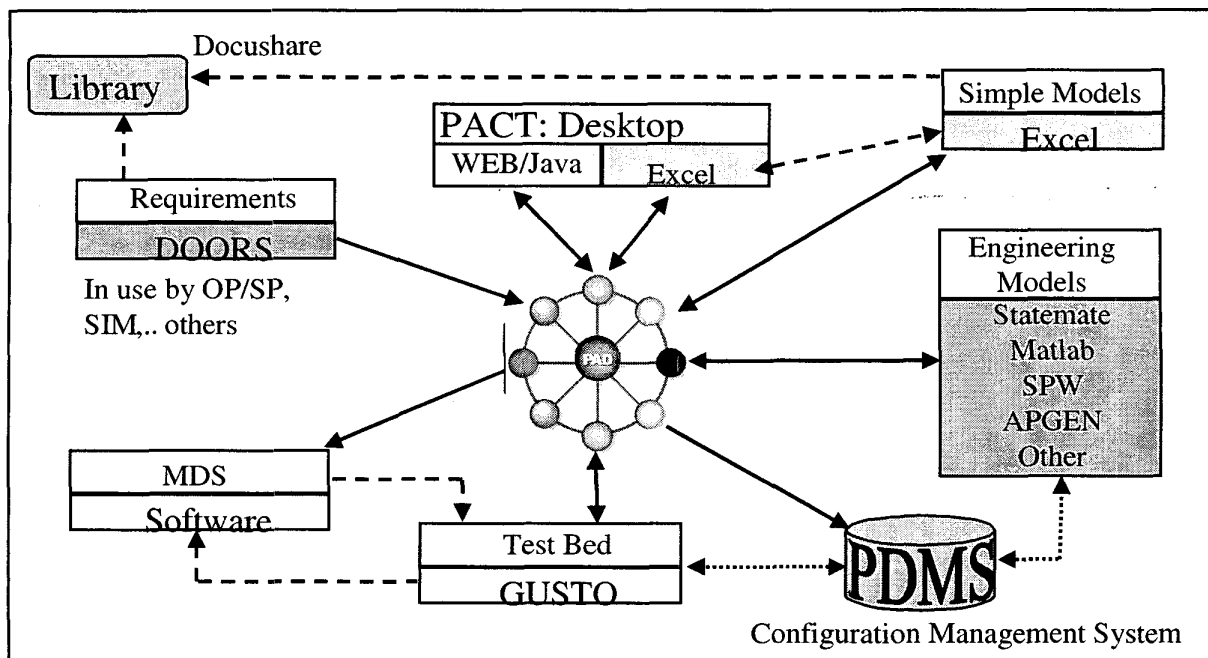 Docushare
Library
Simple Models
Excel
PACT: Desktop
WEB/Java
Excel
Requirements
DOORS
In use by OP/SP,
SIM,.. others
Engineering
Models
Statemate
Matlab
SPW
APGEN
Other
PAD
MDS
Software
Test Bed
GUSTO
PDMS
Configuration Management System